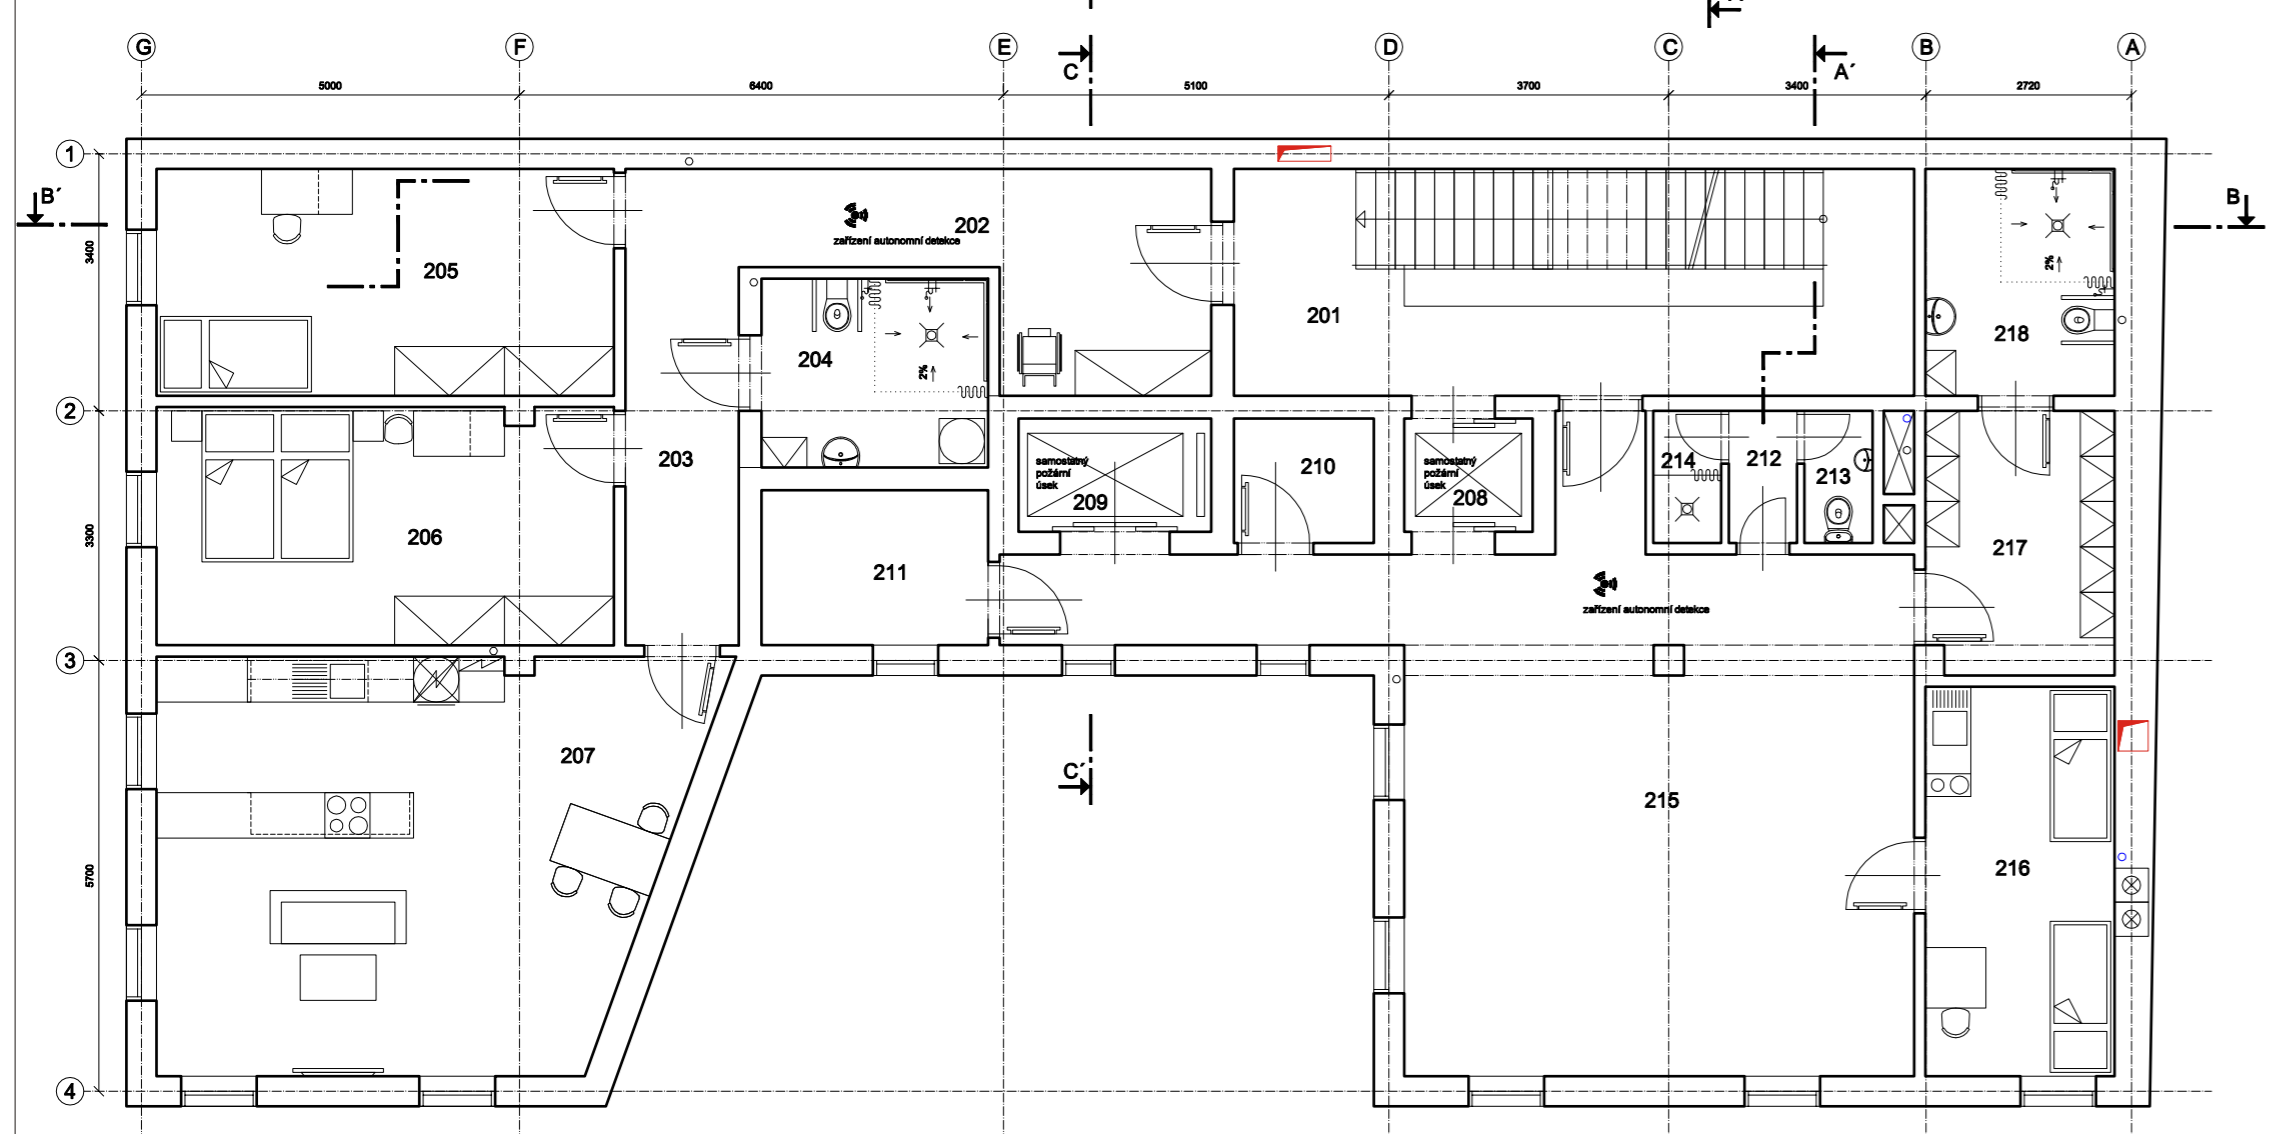 G
F
E
D
C
B
A
C
A´
5000
6400
5100
3700
3400
2720
1
B´
B
202
zařízení autonomní detekce
3400
205
201
2%
204
2%
218
2
203
samostatný
požární
úsek
209
210
samostatný
požární
úsek
208
214
212
213
3300
206
211
217
zařízení autonomní detekce
3
207
C´
215
5700
216
4